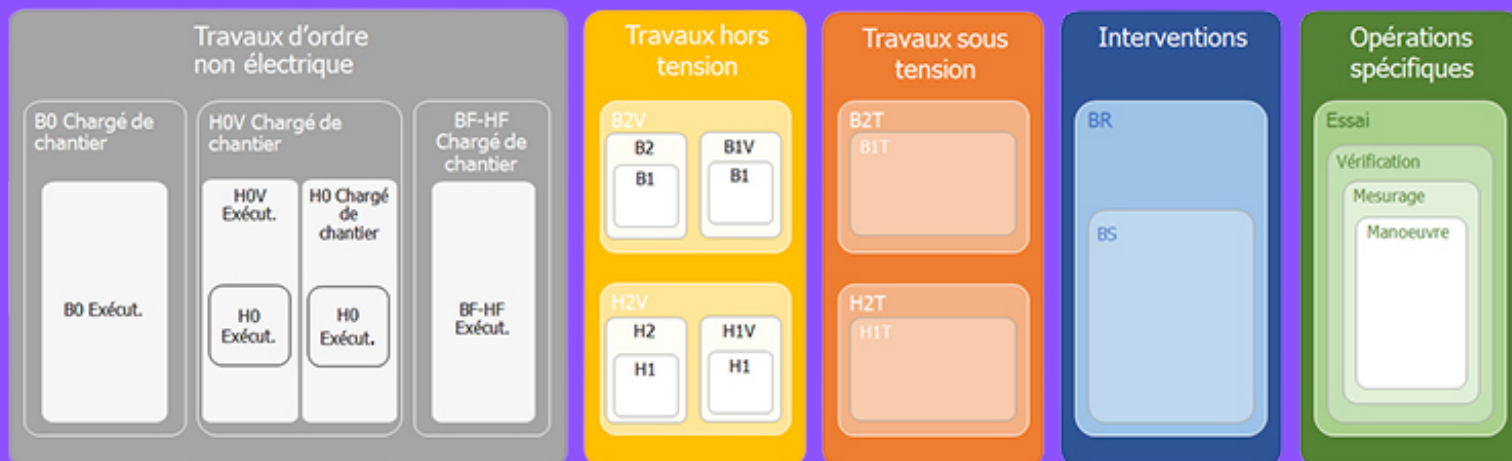 Travaux d'ordre
non électrique
B0 Chargé de
chantier
B0 Exécut.
H0V Chargé de
chantier
H0V
Exécut.
H0
Exécut.
H0 Chargé
de
chantier
H0
Exécut.
BF-HF
Chargé de
chantier
BF-HF
Exécut.
Travaux hors
tension
B2V
B2
B1
B1V
B1
H2V
H2
H1
H1V
H1
Travaux sous
tension
B2T
B1T
H2T
H1T
Interventions
BR
BS
Opérations
spécifiques
Essai
Vérification
Mesurage
Manoeuvre